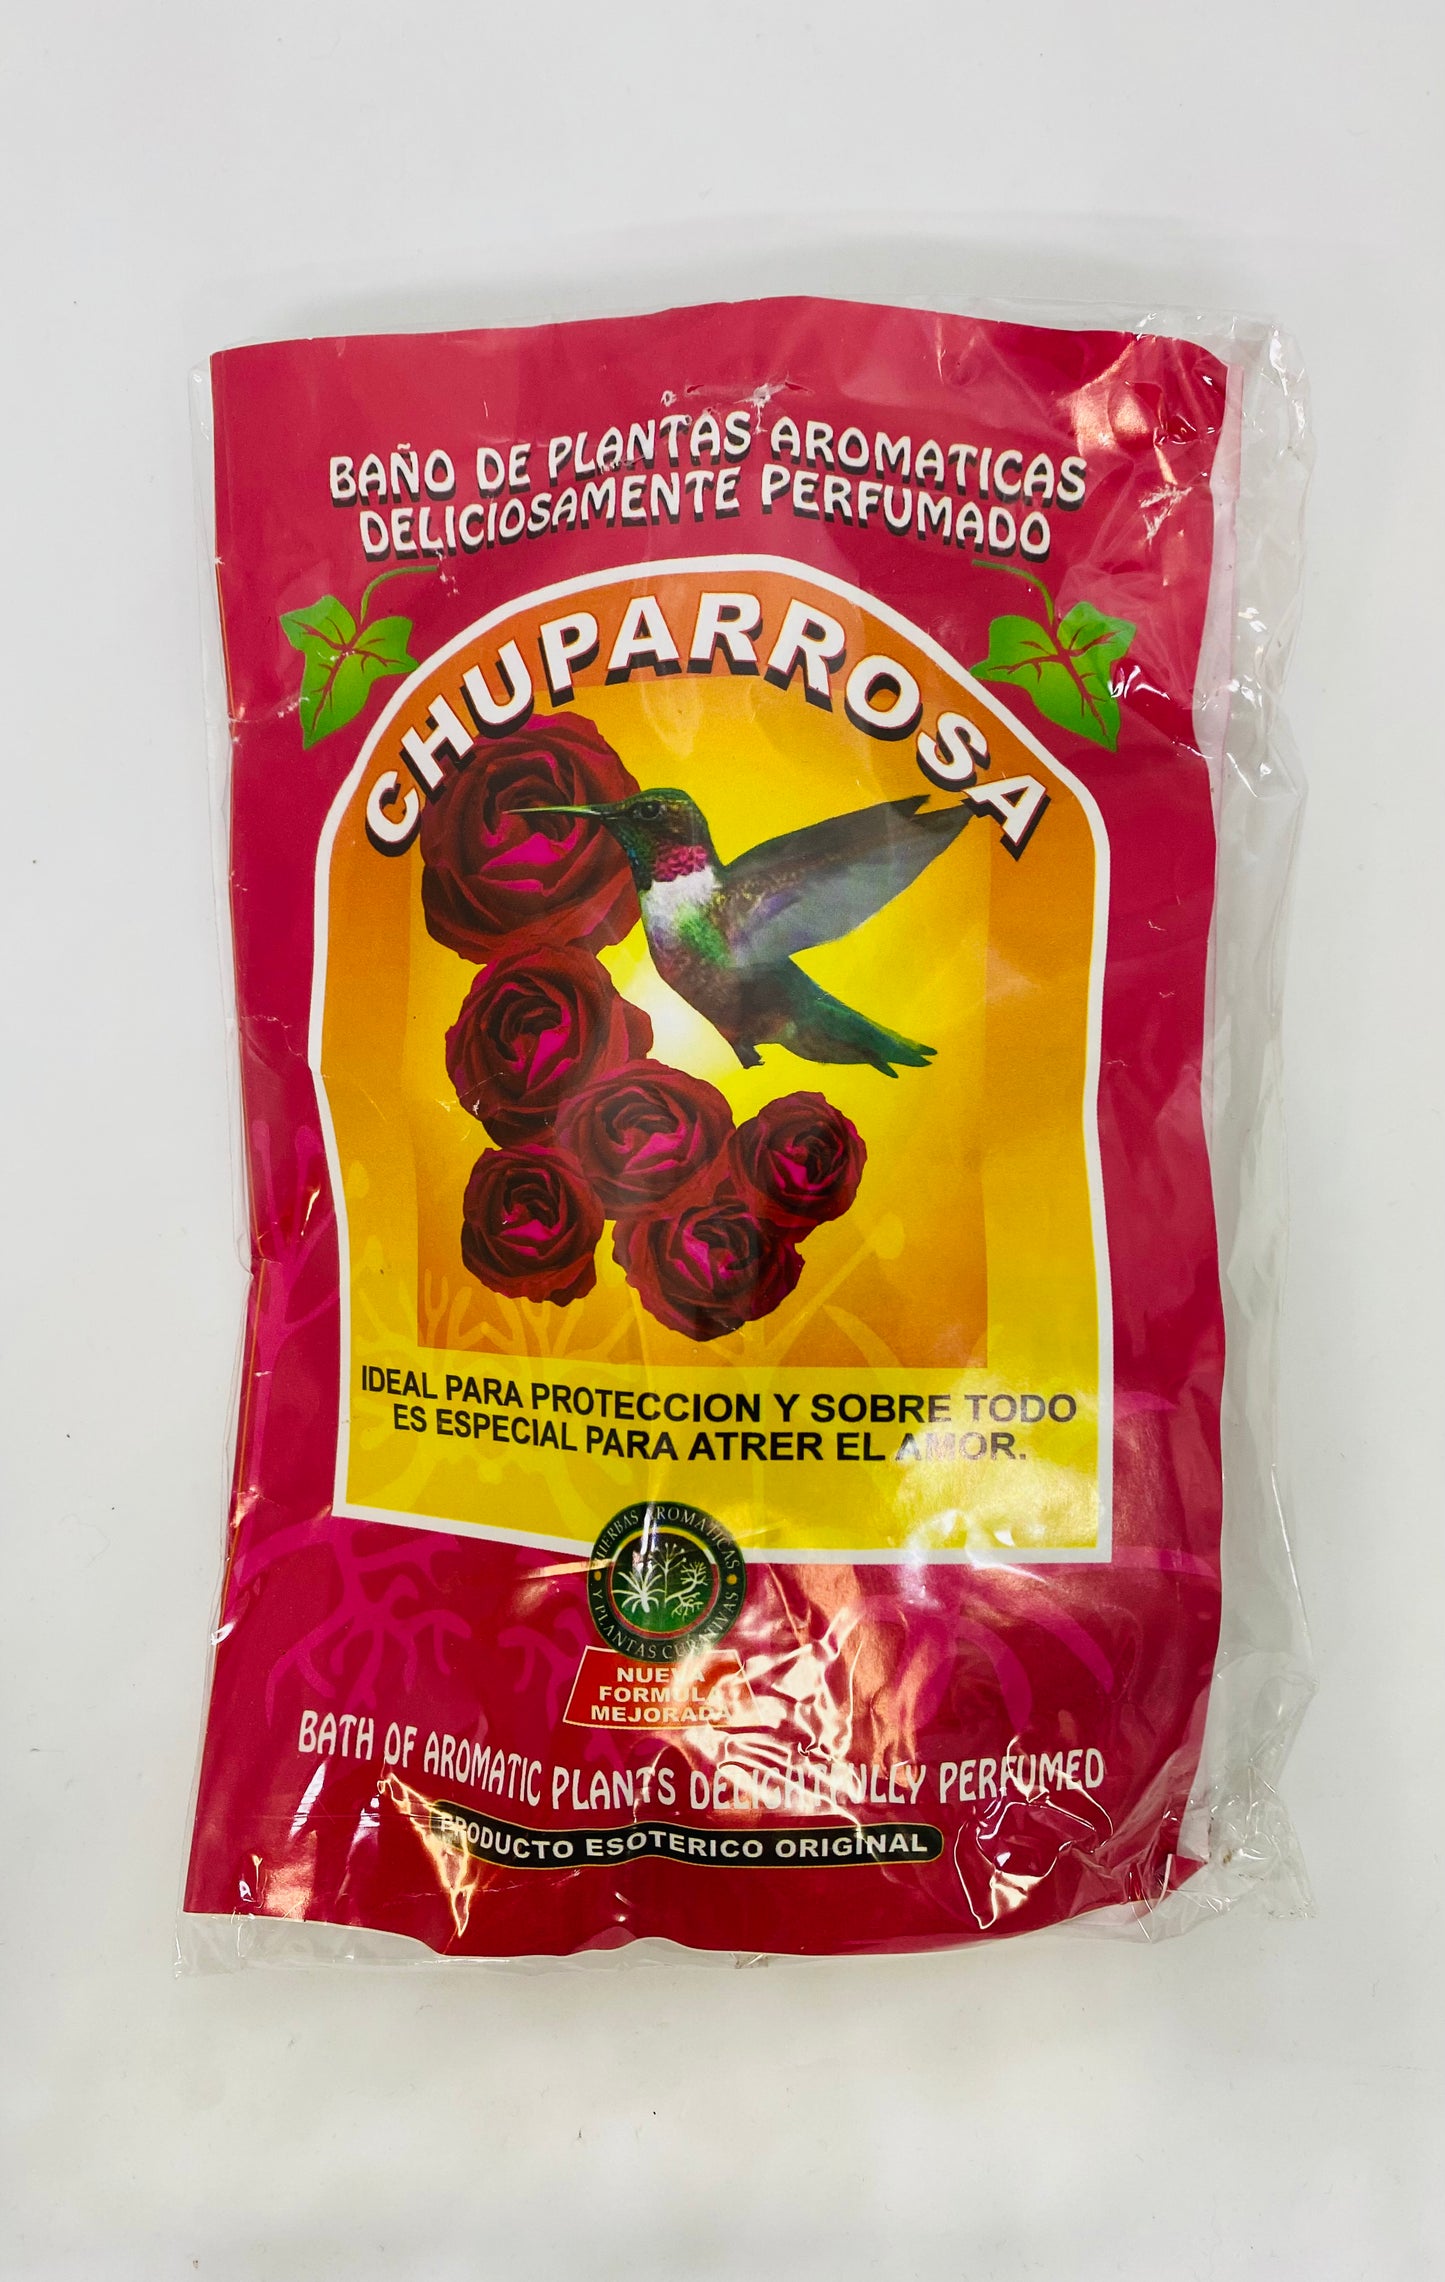 BAÑO DE PLANTAS AROMATICAS
DELICIOSAMENTE PERFUMADO
CHUPARROSA
IDEAL PARA PROTECCION Y SOBRE TODO
ES ESPECIAL PARA ATRER EL AMOR.
HIERBAS AROMATICAS
Y PLANTAS CURATIVAS
NUEVA
FORMULA
MEJORADA
BATH OF AROMATIC PLANTS DELIGHTFULLY PERFUMED
PRODUCTO ESOTERICO ORIGINAL